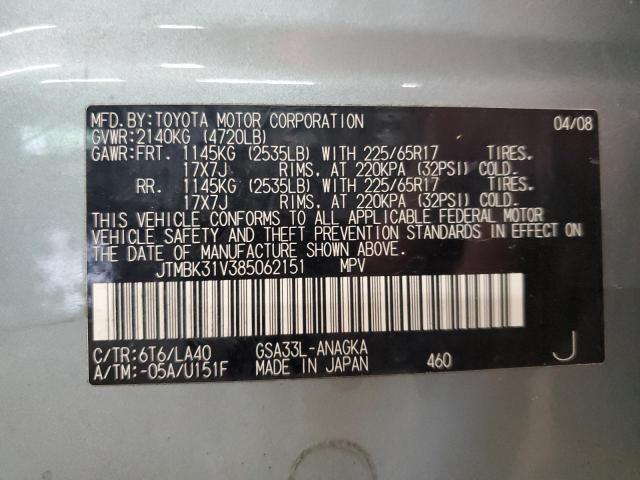 MFD.BY:TOYOTA MOTOR CORPORATION 04/08
GVWR:2140KG (4720LB)
GAWR:FRT. 1145KG (2535LB) WITH 225/65R17 TIRES.
17X7J RIMS, AT 220KPA (32PSI) COLD.
RR. 1145KG (2535LB) WITH 225/65R17 TIRES.
17X7J RIMS, AT 220KPA (32PSI) COLD.
THIS VEHICLE CONFORMS TO ALL APPLICABLE FEDERAL MOTOR
VEHICLE SAFETY AND THEFT PREVENTION STANDARDS IN EFFECT ON
THE DATE OF MANUFACTURE SHOWN ABOVE.
JTMBK31V385062151 MPV
C/TR:6T6/LA40 GSA33L-ANAGKA
A/TM:-05A/U151F MADE IN JAPAN 460 J